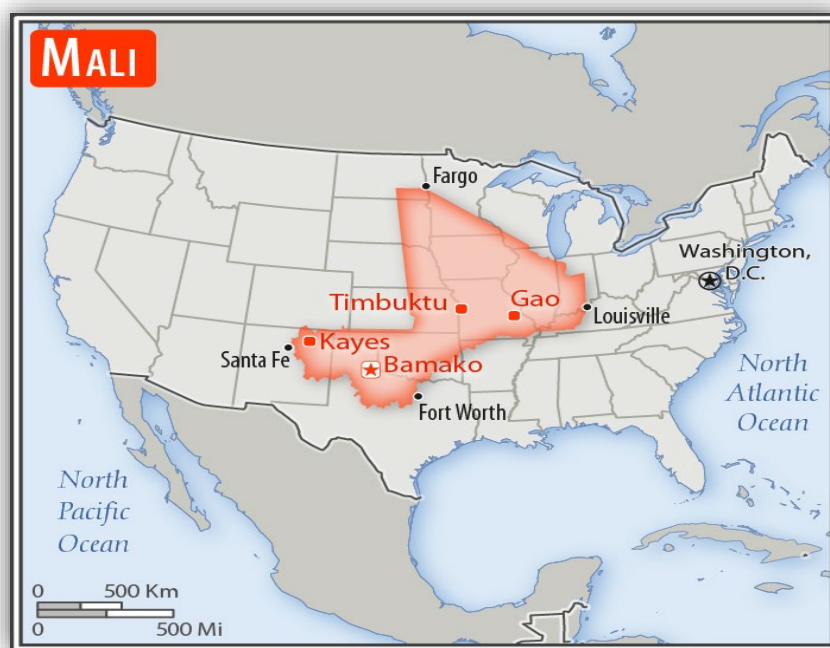 MALI
Fargo
Washington,
D.C.
Timbuktu
Gao
Louisville
Kayes
Santa Fe
Bamako
Fort Worth
North
Atlantic
Ocean
North
Pacific
Ocean
0 500 Km
0 500 Mi